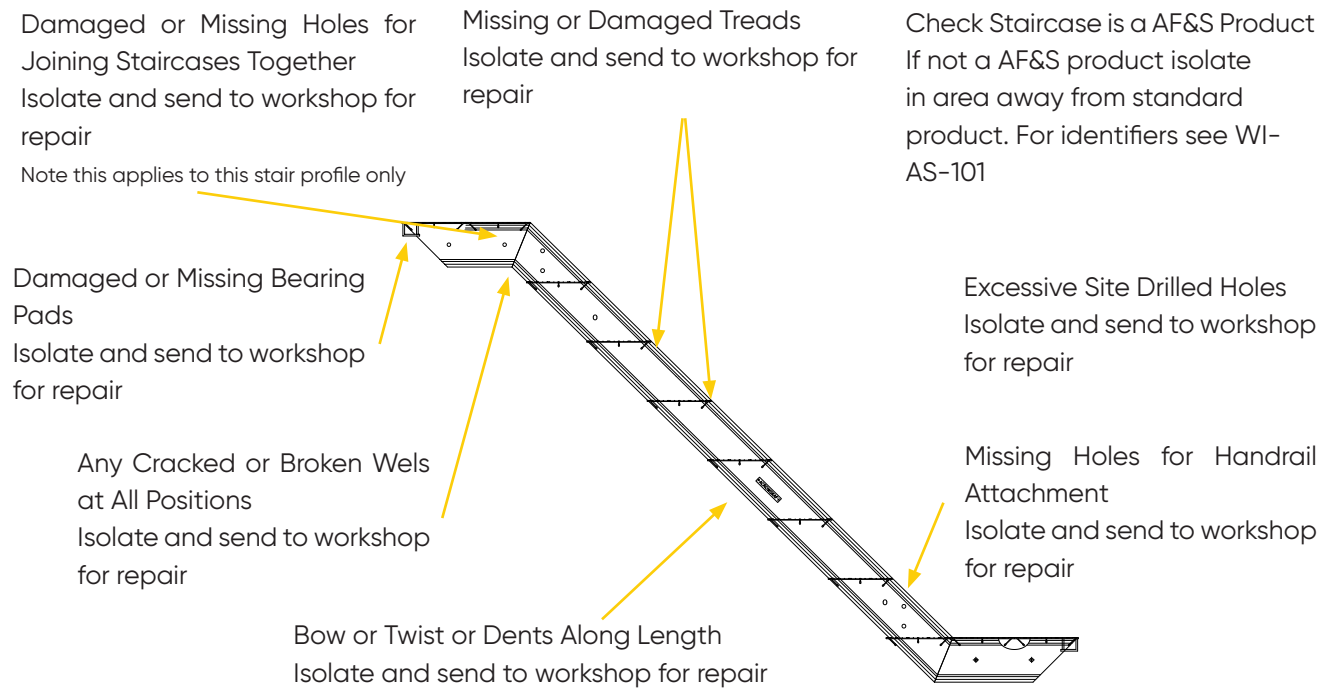 Damaged or Missing Holes for
Joining Staircases Together
Isolate and send to workshop for
repair
Note this applies to this stair profile only
Missing or Damaged Treads
Isolate and send to workshop for
repair
Check Staircase is a AF&S Product
If not a AF&S product isolate
in area away from standard
product. For identifiers see WI-
AS-101
Damaged or Missing Bearing
Pads
Isolate and send to workshop
for repair
Excessive Site Drilled Holes
Isolate and send to workshop
for repair
Any Cracked or Broken Wels
at All Positions
Isolate and send to workshop
for repair
Missing Holes for Handrail
Attachment
Isolate and send to workshop
for repair
Bow or Twist or Dents Along Length
Isolate and send to workshop for repair